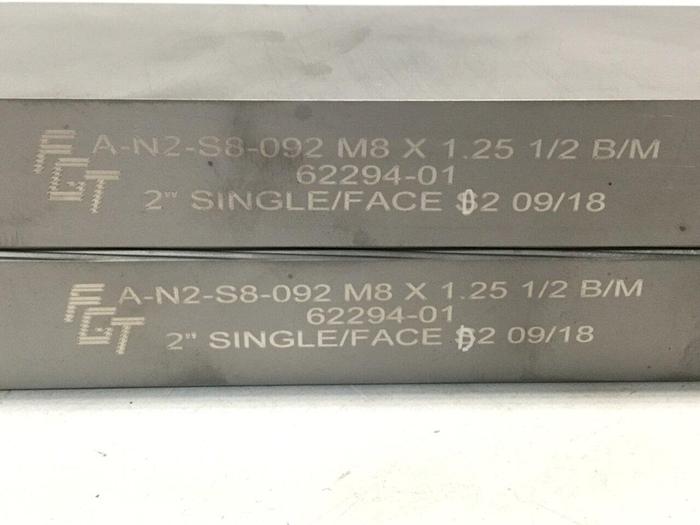 FGT A-N2-S8-092 M8 X 1.25 1/2 B/M
62294-01
2" SINGLE/FACE 2 09/18
FGT A-N2-S8-092 M8 X 1.25 1/2 B/M
62294-01
2" SINGLE/FACE 2 09/18